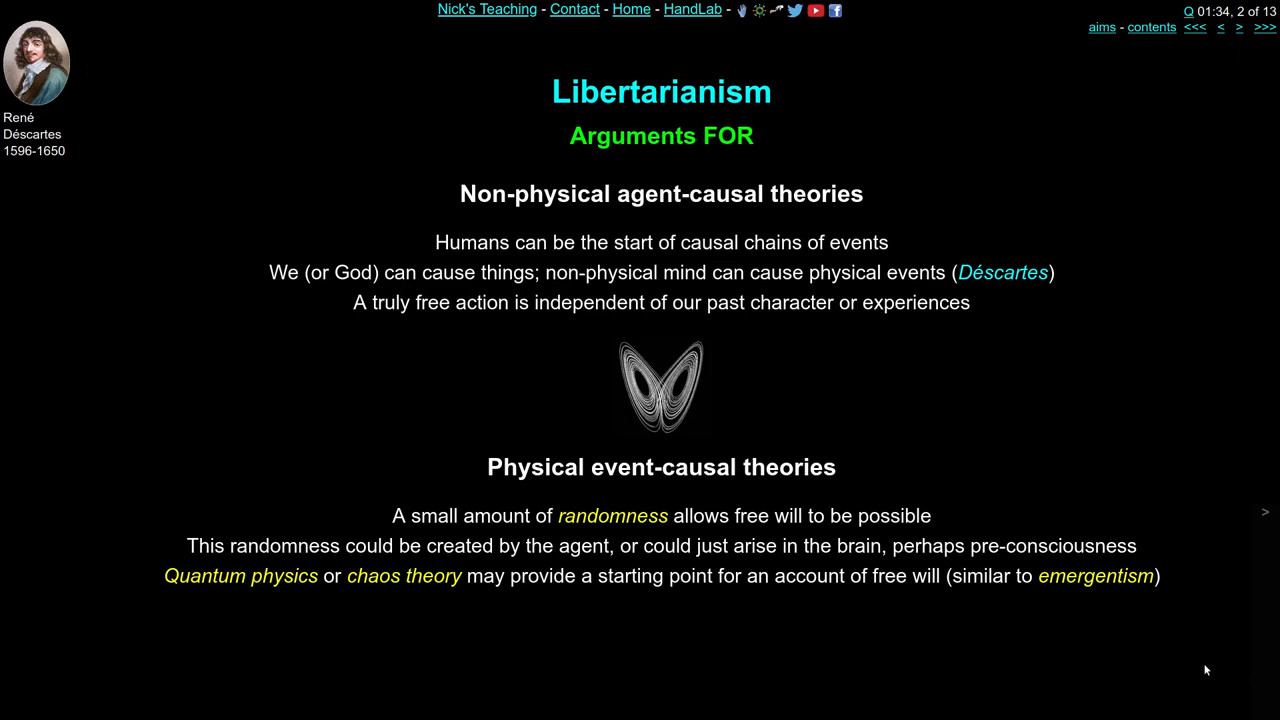 Nick's Teaching - Contact - Home - HandLab -
Q 01:34, 2 of 13
aims - contents <<< < > >>>
René
Déscartes
1596-1650
Libertarianism
Arguments FOR
Non-physical agent-causal theories
Humans can be the start of causal chains of events
We (or God) can cause things; non-physical mind can cause physical events (Déscartes)
A truly free action is independent of our past character or experiences
Physical event-causal theories
A small amount of randomness allows free will to be possible
>
This randomness could be created by the agent, or could just arise in the brain, perhaps pre-consciousness
Quantum physics or chaos theory may provide a starting point for an account of free will (similar to emergentism)